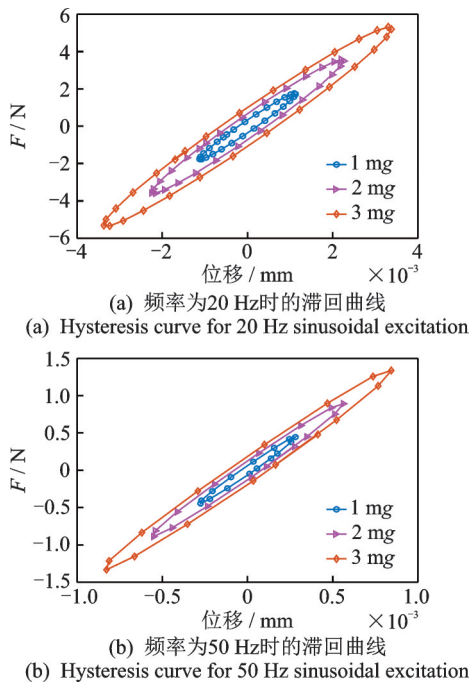 6
4
2
0
−2
−4
−6
F / N
1 mg
2 mg
3 mg
−4 −2 0 2 4
位移 / mm ×10⁻³
(a) 频率为20 Hz时的滞回曲线
(a) Hysteresis curve for 20 Hz sinusoidal excitation
1.5
1.0
0.5
0
−0.5
−1.0
−1.5
F / N
1 mg
2 mg
3 mg
−1.0 −0.5 0 0.5 1.0
位移 / mm ×10⁻³
(b) 频率为50 Hz时的滞回曲线
(b) Hysteresis curve for 50 Hz sinusoidal excitation